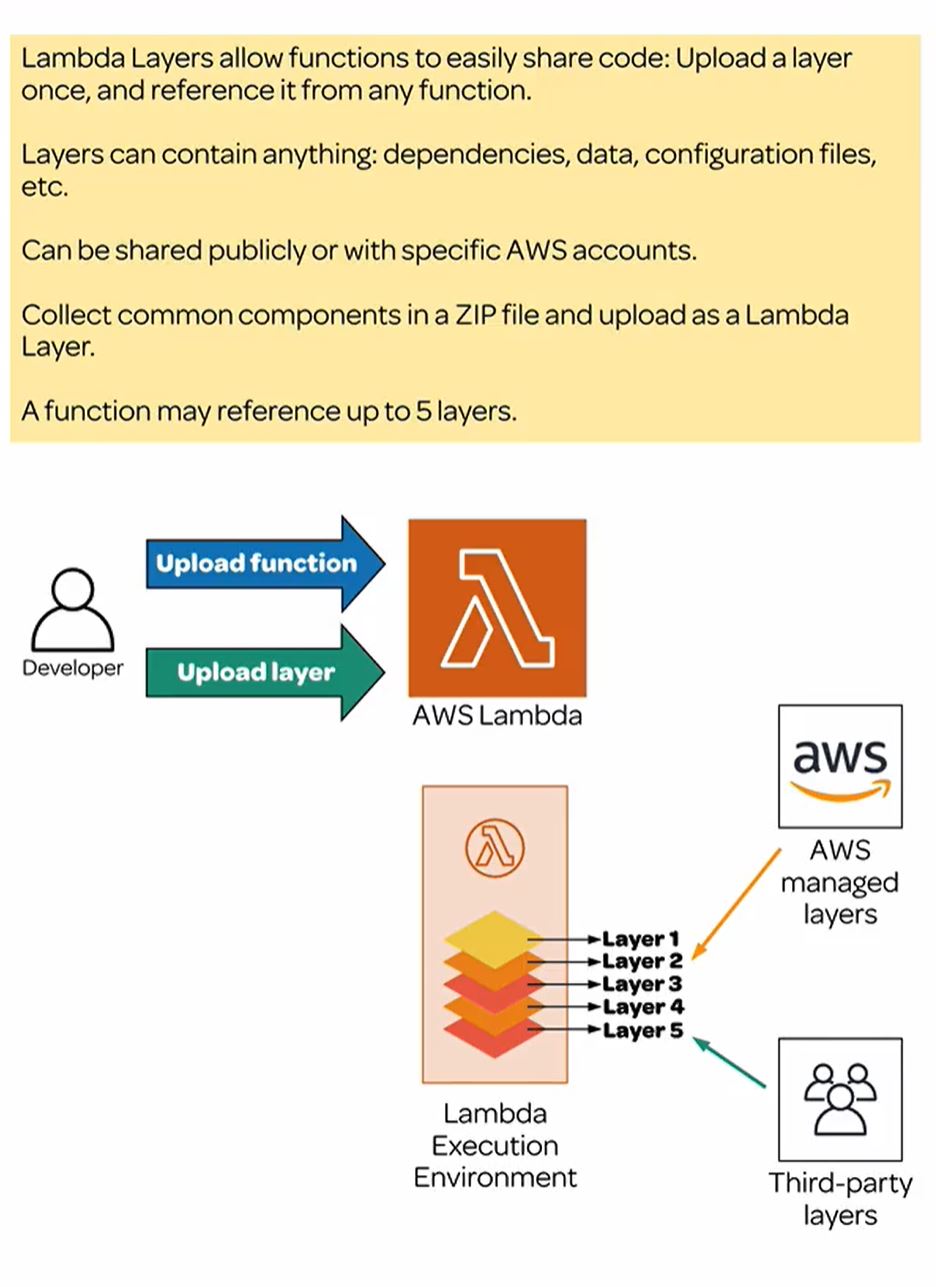 Lambda Layers allow functions to easily share code: Upload a layer
once, and reference it from any function.
Layers can contain anything: dependencies, data, configuration files,
etc.
Can be shared publicly or with specific AWS accounts.
Collect common components in a ZIP file and upload as a Lambda
Layer.
A function may reference up to 5 layers.
Upload function
Developer
Upload layer
AWS Lambda
aws
AWS
managed
layers
Layer 1
Layer 2
Layer 3
Layer 4
Layer 5
Lambda
Execution
Environment
Third-party
layers